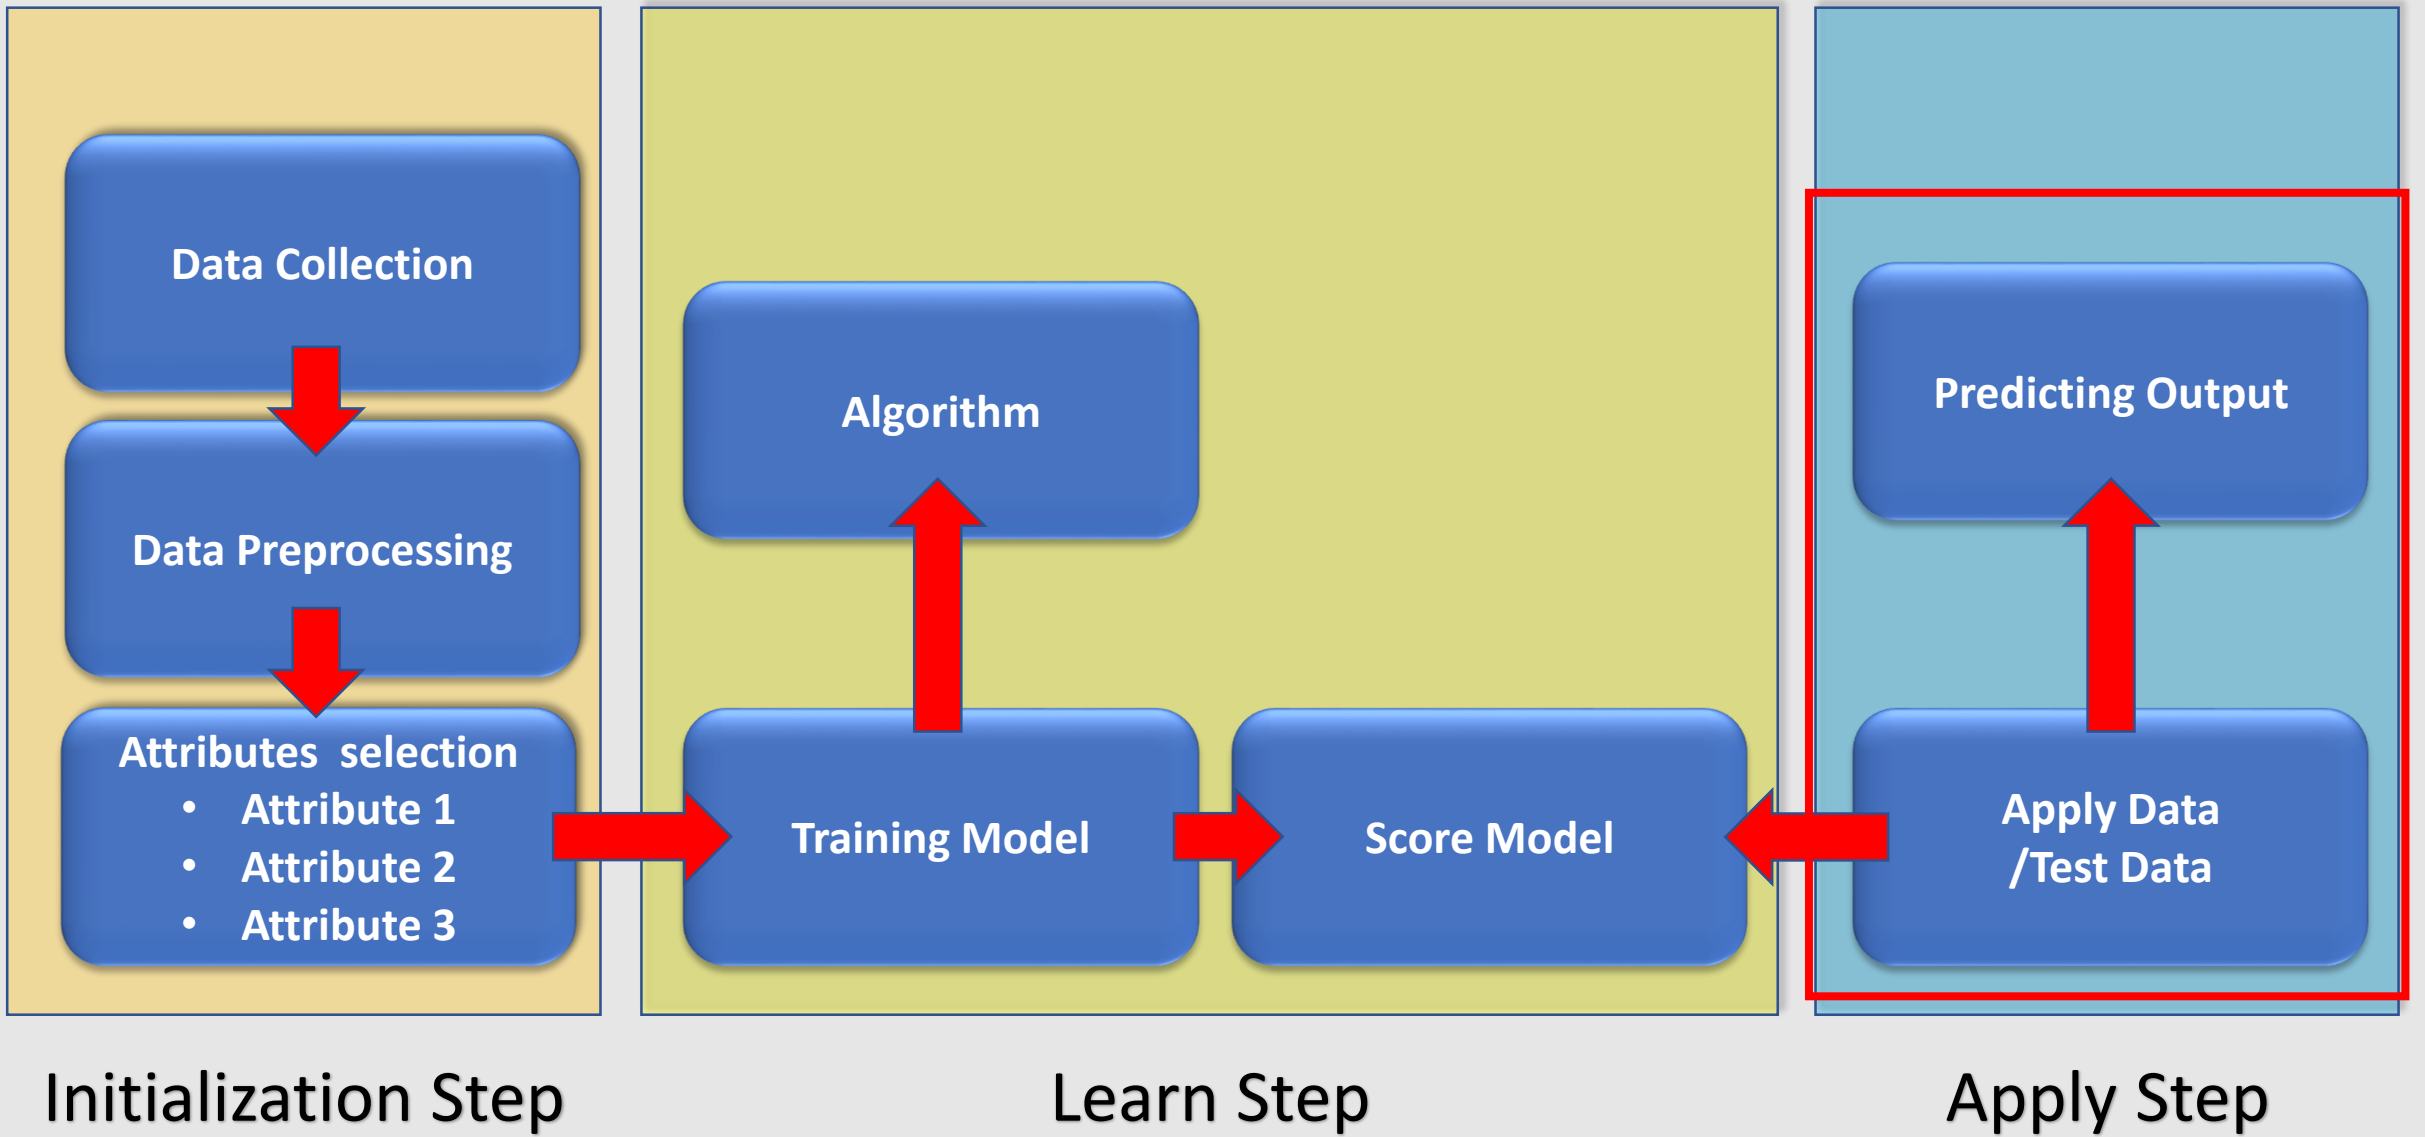 Data Collection
Data Preprocessing
Attributes selection
• Attribute 1
• Attribute 2
• Attribute 3
Algorithm
Training Model
Score Model
Predicting Output
Apply Data
/Test Data
Initialization Step
Learn Step
Apply Step